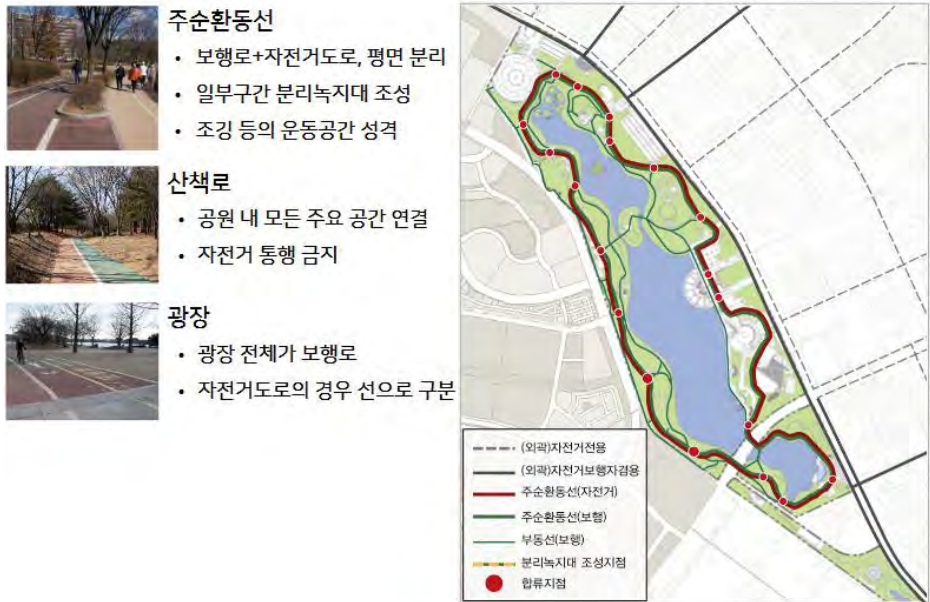 주순환동선
• 보행로+자전거도로, 평면 분리
• 일부구간 분리녹지대 조성
• 조깅 등의 운동공간 성격
산책로
• 공원 내 모든 주요 공간 연결
• 자전거 통행 금지
광장
• 광장 전체가 보행로
• 자전거도로의 경우 선으로 구분
(외곽)자전거전용
(외곽)자전거보행자겸용
주순환동선(자전거)
주순환동선(보행)
부동선(보행)
분리녹지대 조성지점
합류지점